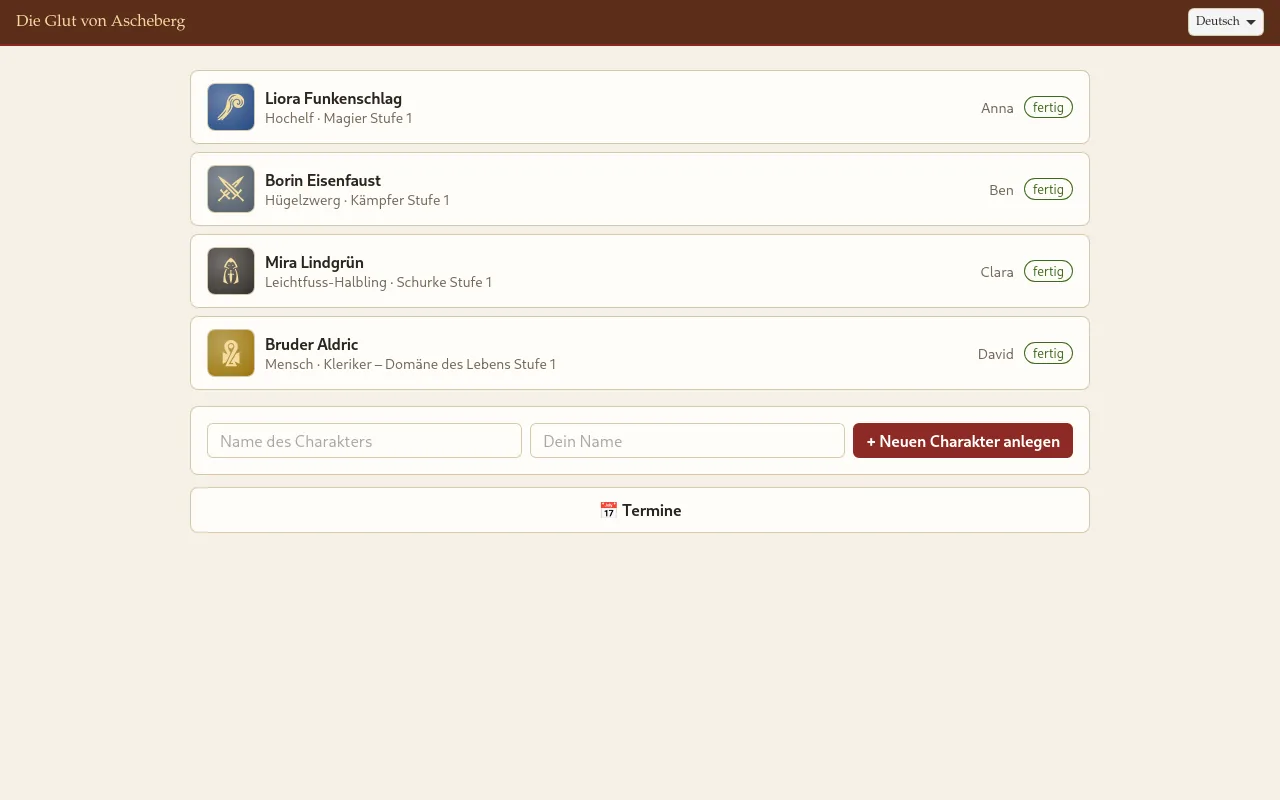 Die Glut von Ascheberg
Deutsch
Liora Funkenschlag
Hochelf · Magier Stufe 1
Anna
fertig
Borin Eisenfaust
Hügelzwerg · Kämpfer Stufe 1
Ben
fertig
Mira Lindgrün
Leichtfuss-Halbling · Schurke Stufe 1
Clara
fertig
Bruder Aldric
Mensch · Kleriker – Domäne des Lebens Stufe 1
David
fertig
Name des Charakters
Dein Name
+ Neuen Charakter anlegen
📅 Termine